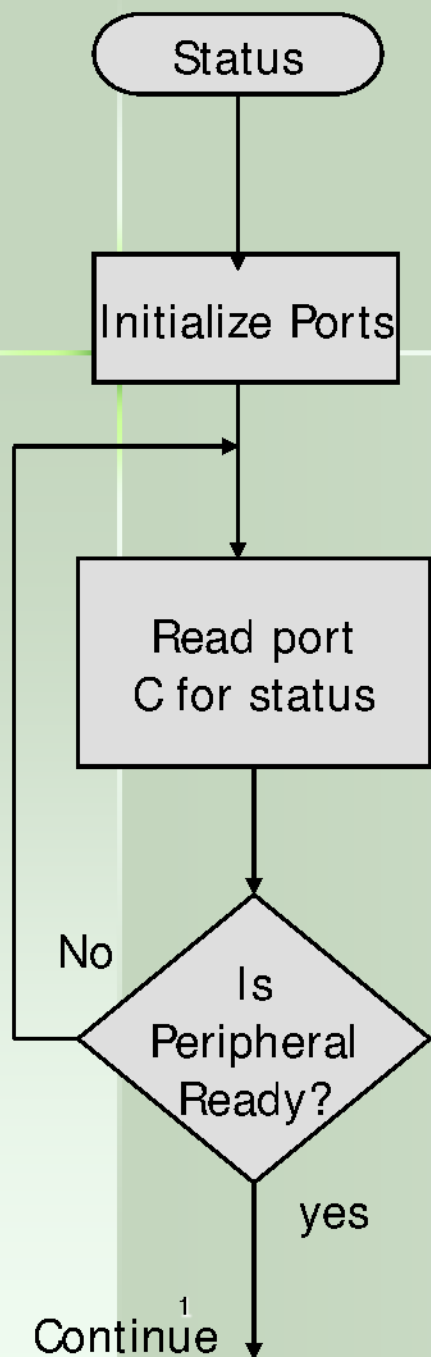 Status
Initialize Ports
Read port
C for status
No
Is
Peripheral
Ready?
yes
1
Continue